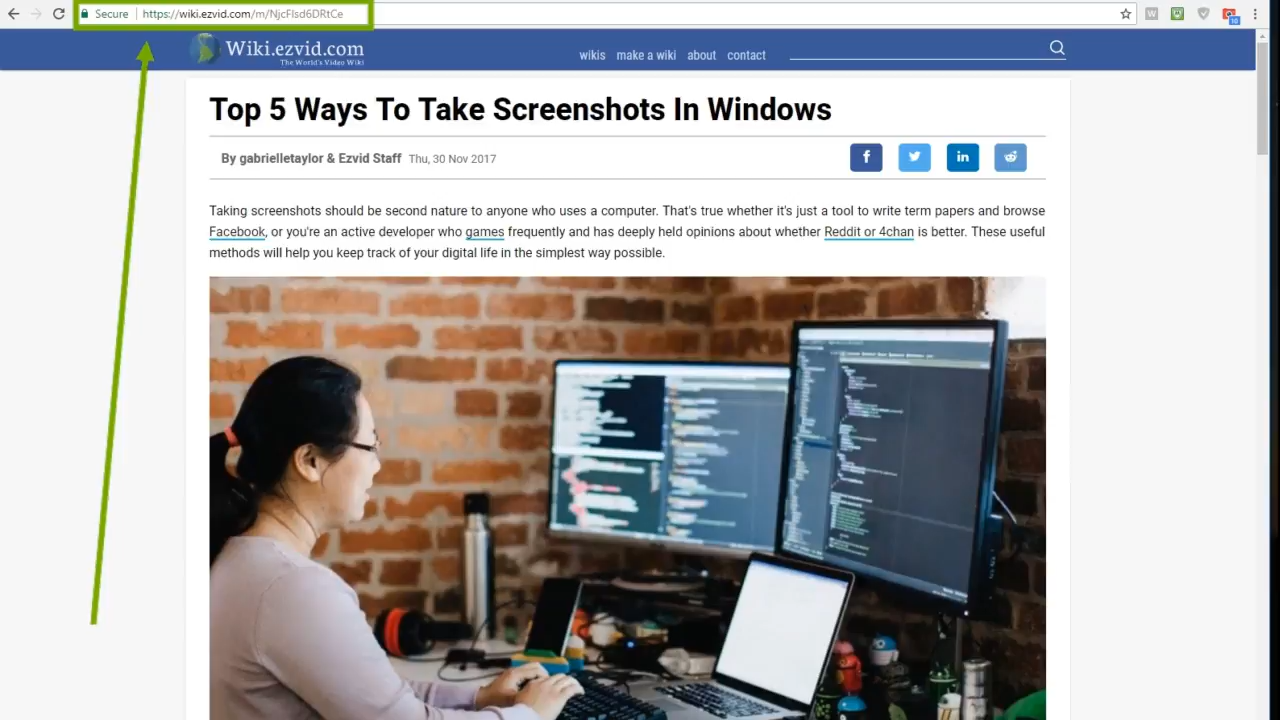 Secure https://wiki.ezvid.com/m/NjcFIsd6DRtCe
10
Wiki.ezvid.com
The World's Video Wiki
wikis make a wiki about contact
Top 5 Ways To Take Screenshots In Windows
By gabrielletaylor & Ezvid Staff Thu, 30 Nov 2017
Taking screenshots should be second nature to anyone who uses a computer. That's true whether it's just a tool to write term papers and browse
Facebook, or you're an active developer who games frequently and has deeply held opinions about whether Reddit or 4chan is better. These useful
methods will help you keep track of your digital life in the simplest way possible.